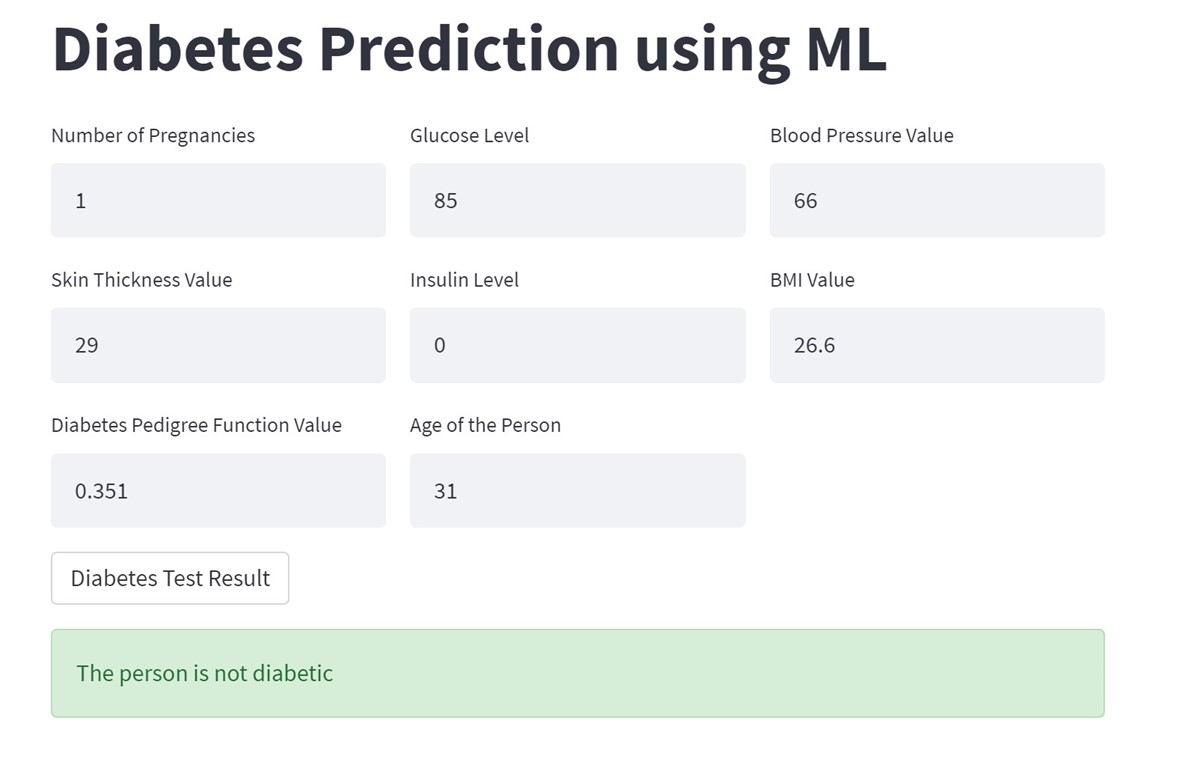 Diabetes Prediction using ML
Number of Pregnancies
Glucose Level
Blood Pressure Value
1
85
66
Skin Thickness Value
Insulin Level
BMI Value
29
0
26.6
Diabetes Pedigree Function Value
Age of the Person
0.351
31
Diabetes Test Result
The person is not diabetic